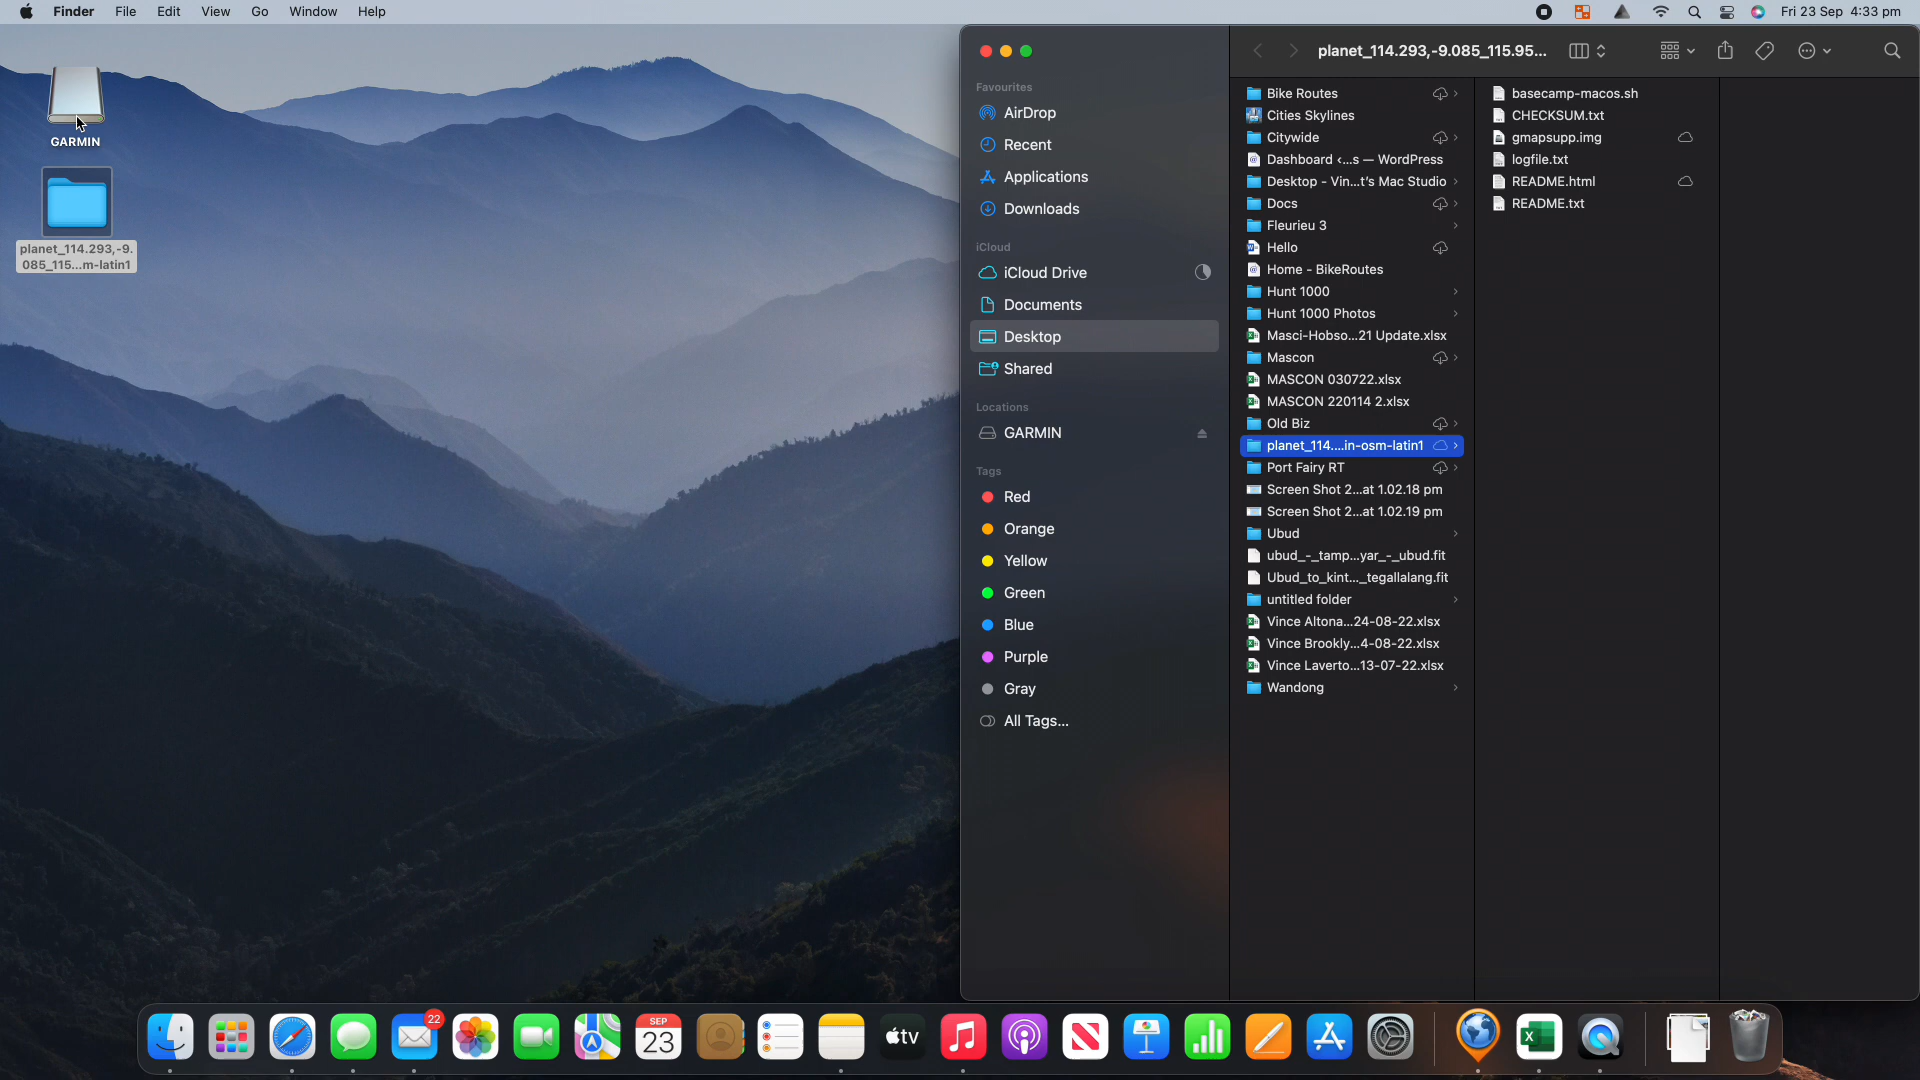 Finder File Edit View Go Window Help
Fri 23 Sep 4:33 pm
GARMIN
planet_114.293,-9.
085_115...m-latin1
planet_114.293,-9.085_115.95...
Favourites
AirDrop
Recent
Applications
Downloads
iCloud
iCloud Drive
Documents
Desktop
Shared
Locations
GARMIN
Tags
Red
Orange
Yellow
Green
Blue
Purple
Gray
All Tags...
Bike Routes
Cities Skylines
Citywide
Dashboard ‹...s — WordPress
Desktop - Vin...t's Mac Studio
Docs
Fleurieu 3
Hello
Home - BikeRoutes
Hunt 1000
Hunt 1000 Photos
Masci-Hobso...21 Update.xlsx
Mascon
MASCON 030722.xlsx
MASCON 220114 2.xlsx
Old Biz
planet_114....in-osm-latin1
Port Fairy RT
Screen Shot 2...at 1.02.18 pm
Screen Shot 2...at 1.02.19 pm
Ubud
ubud_-_tamp...yar_-_ubud.fit
Ubud_to_kint..._tegallalang.fit
untitled folder
Vince Altona...24-08-22.xlsx
Vince Brookly...4-08-22.xlsx
Vince Laverto...13-07-22.xlsx
Wandong
basecamp-macos.sh
CHECKSUM.txt
gmapsupp.img
logfile.txt
README.html
README.txt
22
SEP
23
tv